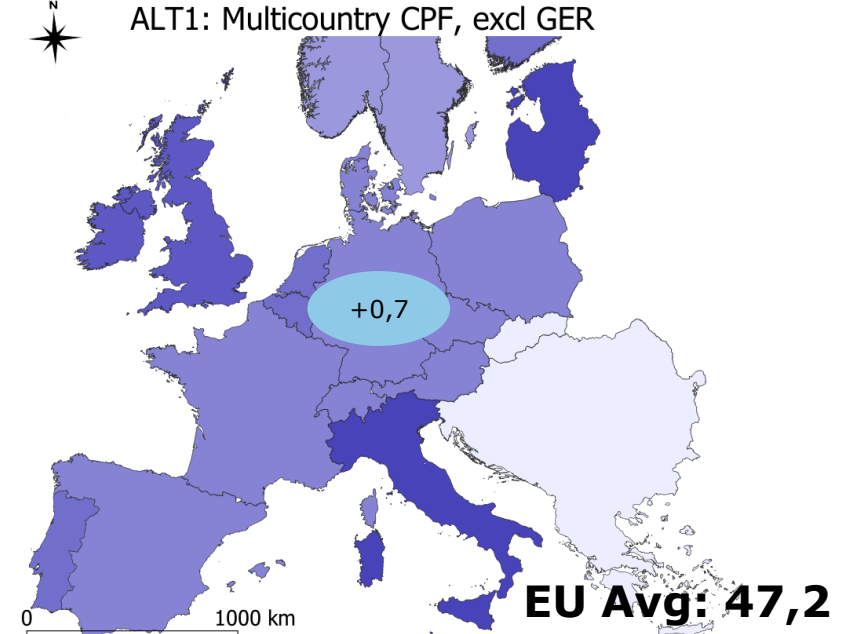 N
ALT1: Multicountry CPF, excl GER
+0,7
EU Avg: 47,2
0 1000 km